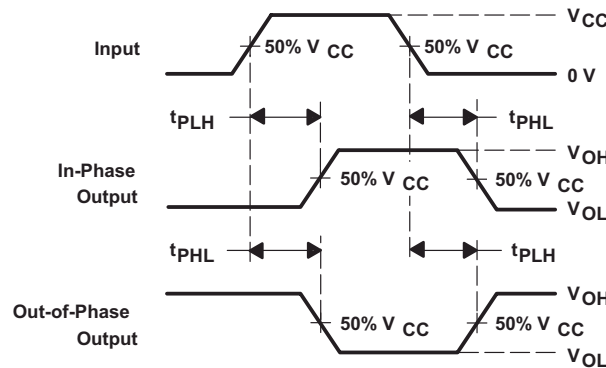 VCC
Input
50% VCC
50% VCC
0 V
tPLH
tPHL
VOH
In-Phase
Output
50% VCC
50% VCC
VOL
tPHL
tPLH
VOH
Out-of-Phase
Output
50% VCC
50% VCC
VOL